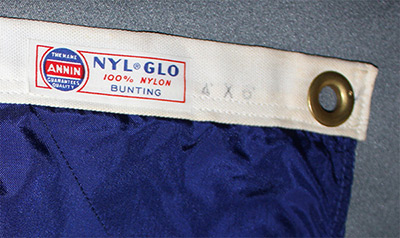 THE NAME
ANNIN
GUARANTEES
QUALITY
NYL®GLO
100% NYLON
BUNTING
4 X 6